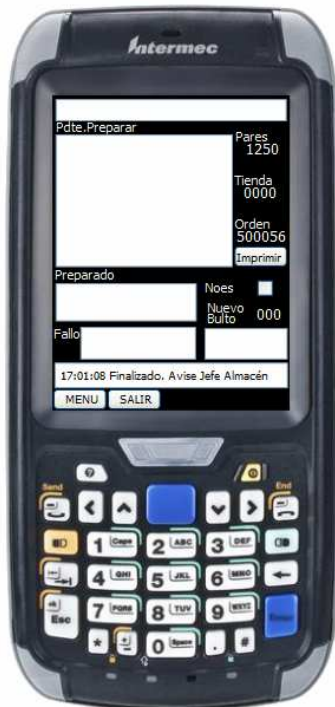 Intermec
Pdte.Preparar
Pares
1250
Tienda
0000
Orden
500056
Imprimir
Preparado
Noes
Nuevo
Bulto 000
Fallo
17:01:08 Finalizado. Avise Jefe Almacén
MENU SALIR
?
Send End
1 Caps 2 ABC 3 DEF
4 GHI 5 JKL 6 MNO
Esc 7 PQRS 8 TUV 9 WXYZ Enter
* 0 Space . #